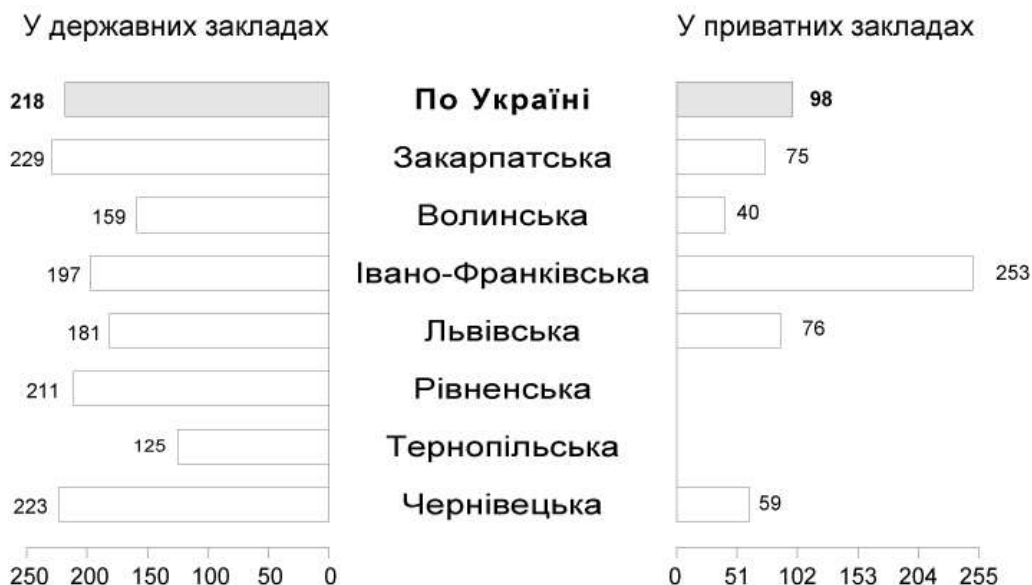 У державних закладах
У приватних закладах
218 По Україні 98
229 Закарпатська 75
159 Волинська 40
197 Івано-Франківська 253
181 Львівська 76
211 Рівненська
125 Тернопільська
223 Чернівецька 59
250 200 150 100 50 0
0 51 102 153 204 255